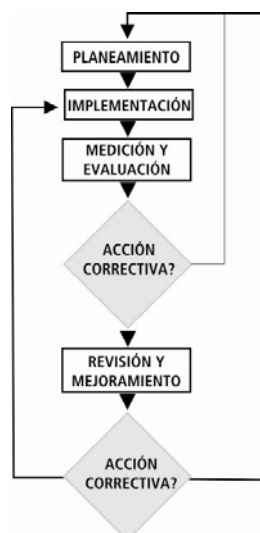 PLANEAMIENTO
IMPLEMENTACIÓN
MEDICIÓN Y
EVALUACIÓN
ACCIÓN
CORRECTIVA?
REVISIÓN Y
MEJORAMIENTO
ACCIÓN
CORRECTIVA?